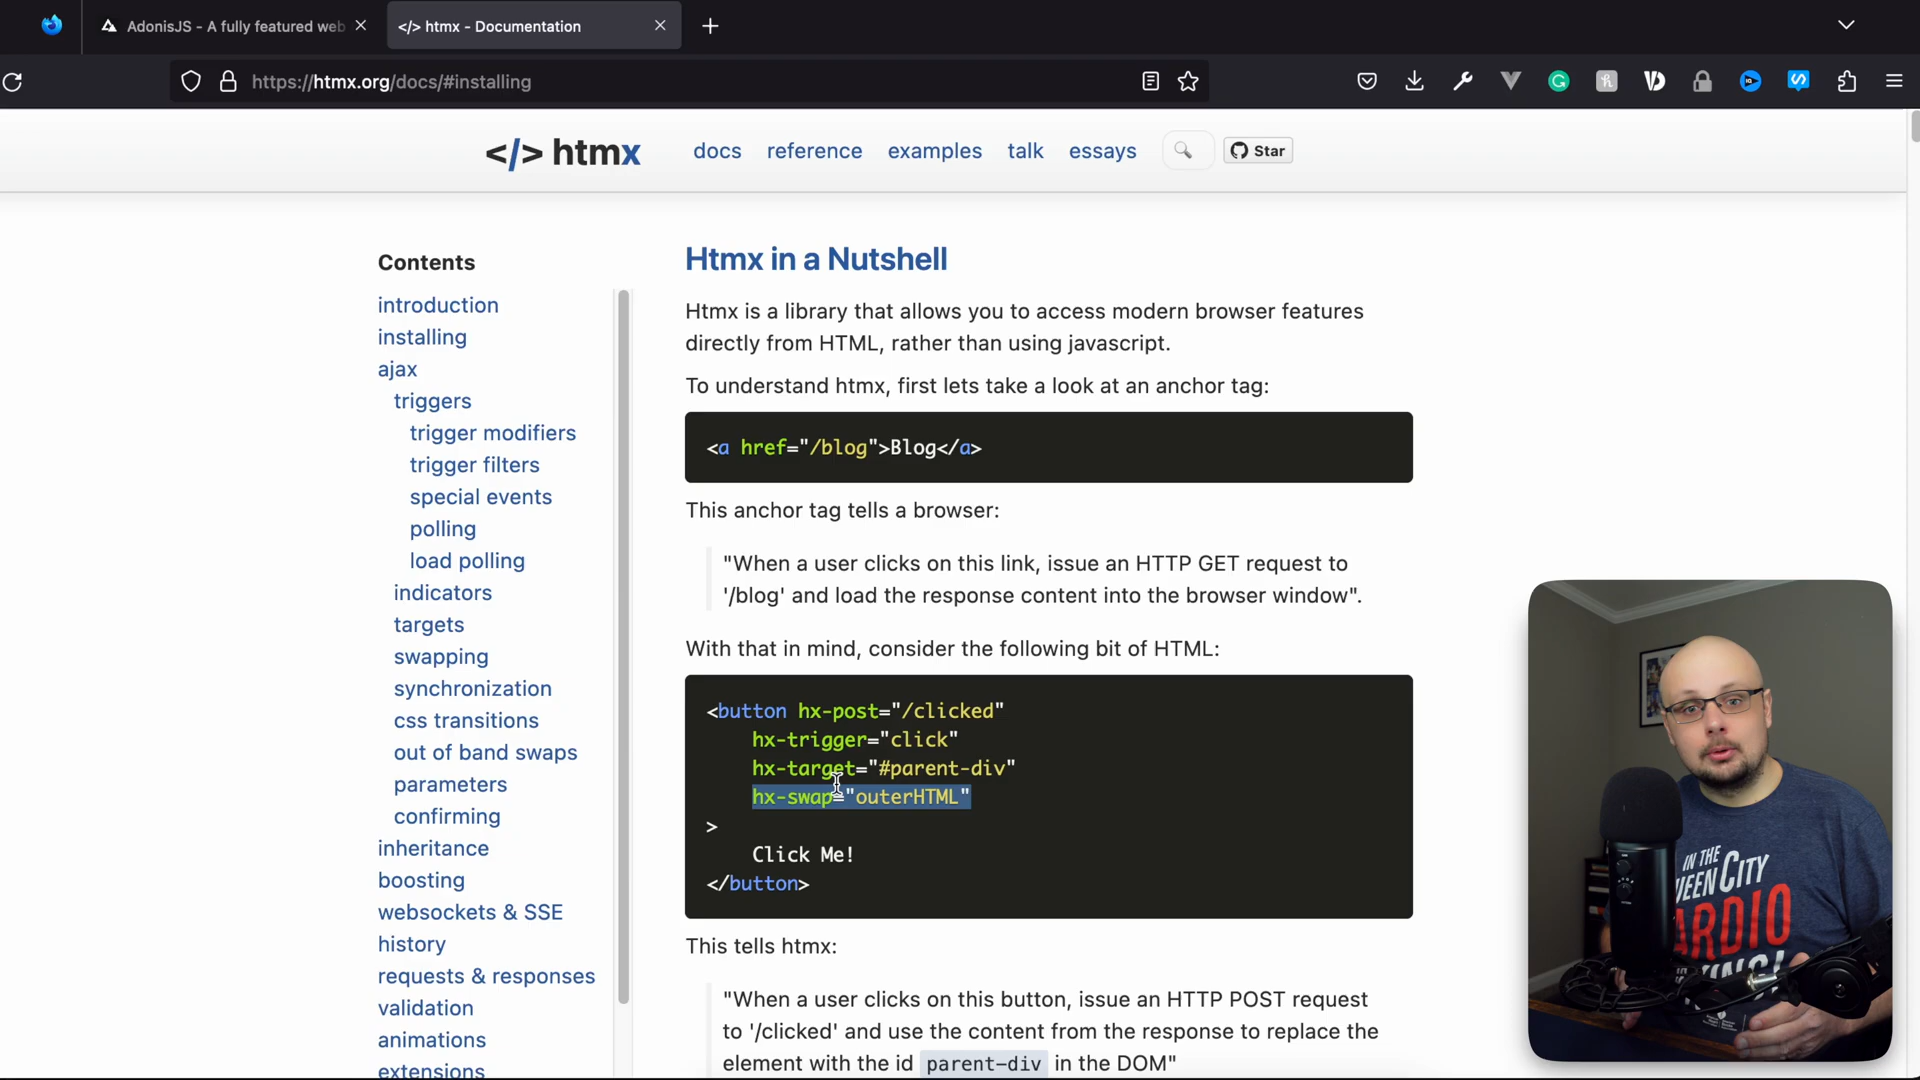 AdonisJS - A fully featured web
</> htmx - Documentation
https://htmx.org/docs/#installing
</> htmx
docs
reference
examples
talk
essays
Star
Contents
introduction
installing
ajax
triggers
trigger modifiers
trigger filters
special events
polling
load polling
indicators
targets
swapping
synchronization
css transitions
out of band swaps
parameters
confirming
inheritance
boosting
websockets & SSE
history
requests & responses
validation
animations
extensions
Htmx in a Nutshell
Htmx is a library that allows you to access modern browser features
directly from HTML, rather than using javascript.
To understand htmx, first lets take a look at an anchor tag:
<a href="/blog">Blog</a>
This anchor tag tells a browser:
"When a user clicks on this link, issue an HTTP GET request to
'/blog' and load the response content into the browser window".
With that in mind, consider the following bit of HTML:
<button hx-post="/clicked"
hx-trigger="click"
hx-target="#parent-div"
hx-swap="outerHTML"
>
Click Me!
</button>
This tells htmx:
"When a user clicks on this button, issue an HTTP POST request
to '/clicked' and use the content from the response to replace the
element with the id parent-div in the DOM"
IN THE
CITY